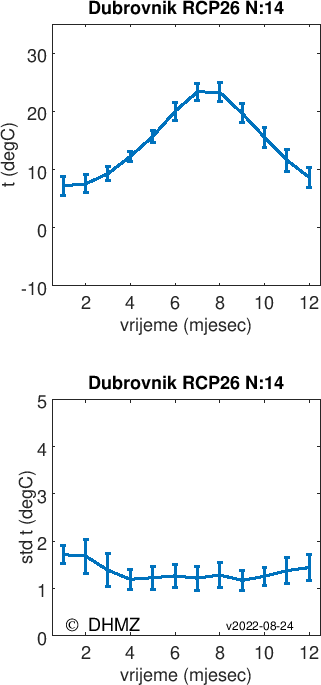 Dubrovnik RCP26 N:14
30
20
10
0
-10
t (degC)
2 4 6 8 10 12
vrijeme (mjesec)
Dubrovnik RCP26 N:14
5
4
3
2
1
0
std t (degC)
© DHMZ v2022-08-24
2 4 6 8 10 12
vrijeme (mjesec)